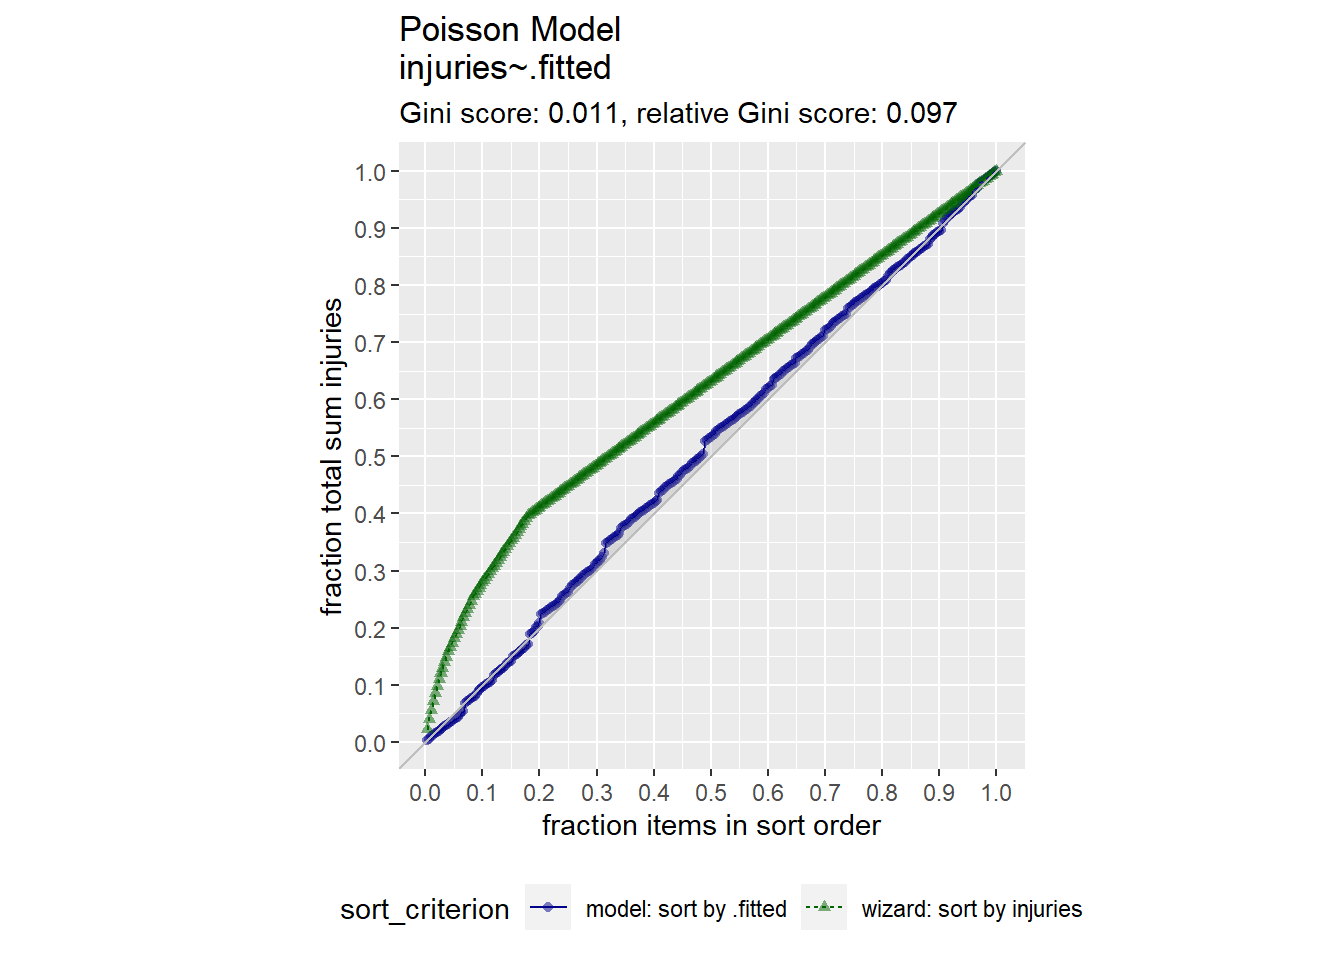 Poisson Model
injuries~.fitted
Gini score: 0.011, relative Gini score: 0.097
fraction total sum injuries
1.0
0.9
0.8
0.7
0.6
0.5
0.4
0.3
0.2
0.1
0.0
0.0 0.1 0.2 0.3 0.4 0.5 0.6 0.7 0.8 0.9 1.0
fraction items in sort order
sort_criterion model: sort by .fitted wizard: sort by injuries